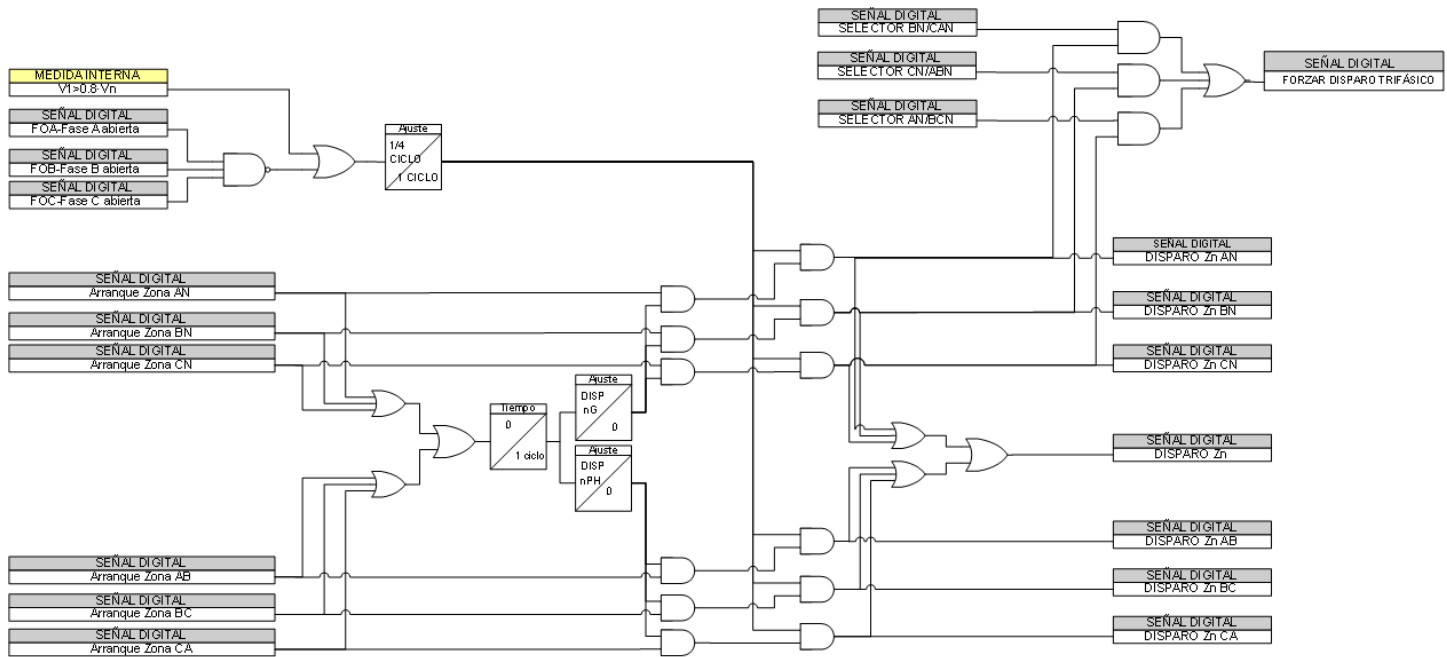 SEÑAL DIGITAL
SELECTOR BN/CAN
SEÑAL DIGITAL
SELECTOR CN/ABN
SEÑAL DIGITAL
SELECTOR AN/BCN
SEÑAL DIGITAL
FORZAR DISPARO TRIFÁSICO
MEDIDA INTERNA
V1>0.8·Vn
SEÑAL DIGITAL
FOA-Fase A abierta
SEÑAL DIGITAL
FOB-Fase B abierta
SEÑAL DIGITAL
FOC-Fase C abierta
Ajuste
1/4
CICLO
1 CICLO
SEÑAL DIGITAL
Arranque Zona AN
SEÑAL DIGITAL
Arranque Zona BN
SEÑAL DIGITAL
Arranque Zona CN
Tiempo
0
1 ciclo
Ajuste
DISP
nG
0
Ajuste
DISP
nPH
0
SEÑAL DIGITAL
Arranque Zona AB
SEÑAL DIGITAL
Arranque Zona BC
SEÑAL DIGITAL
Arranque Zona CA
SEÑAL DIGITAL
DISPARO Zn AN
SEÑAL DIGITAL
DISPARO Zn BN
SEÑAL DIGITAL
DISPARO Zn CN
SEÑAL DIGITAL
DISPARO Zn
SEÑAL DIGITAL
DISPARO Zn AB
SEÑAL DIGITAL
DISPARO Zn BC
SEÑAL DIGITAL
DISPARO Zn CA